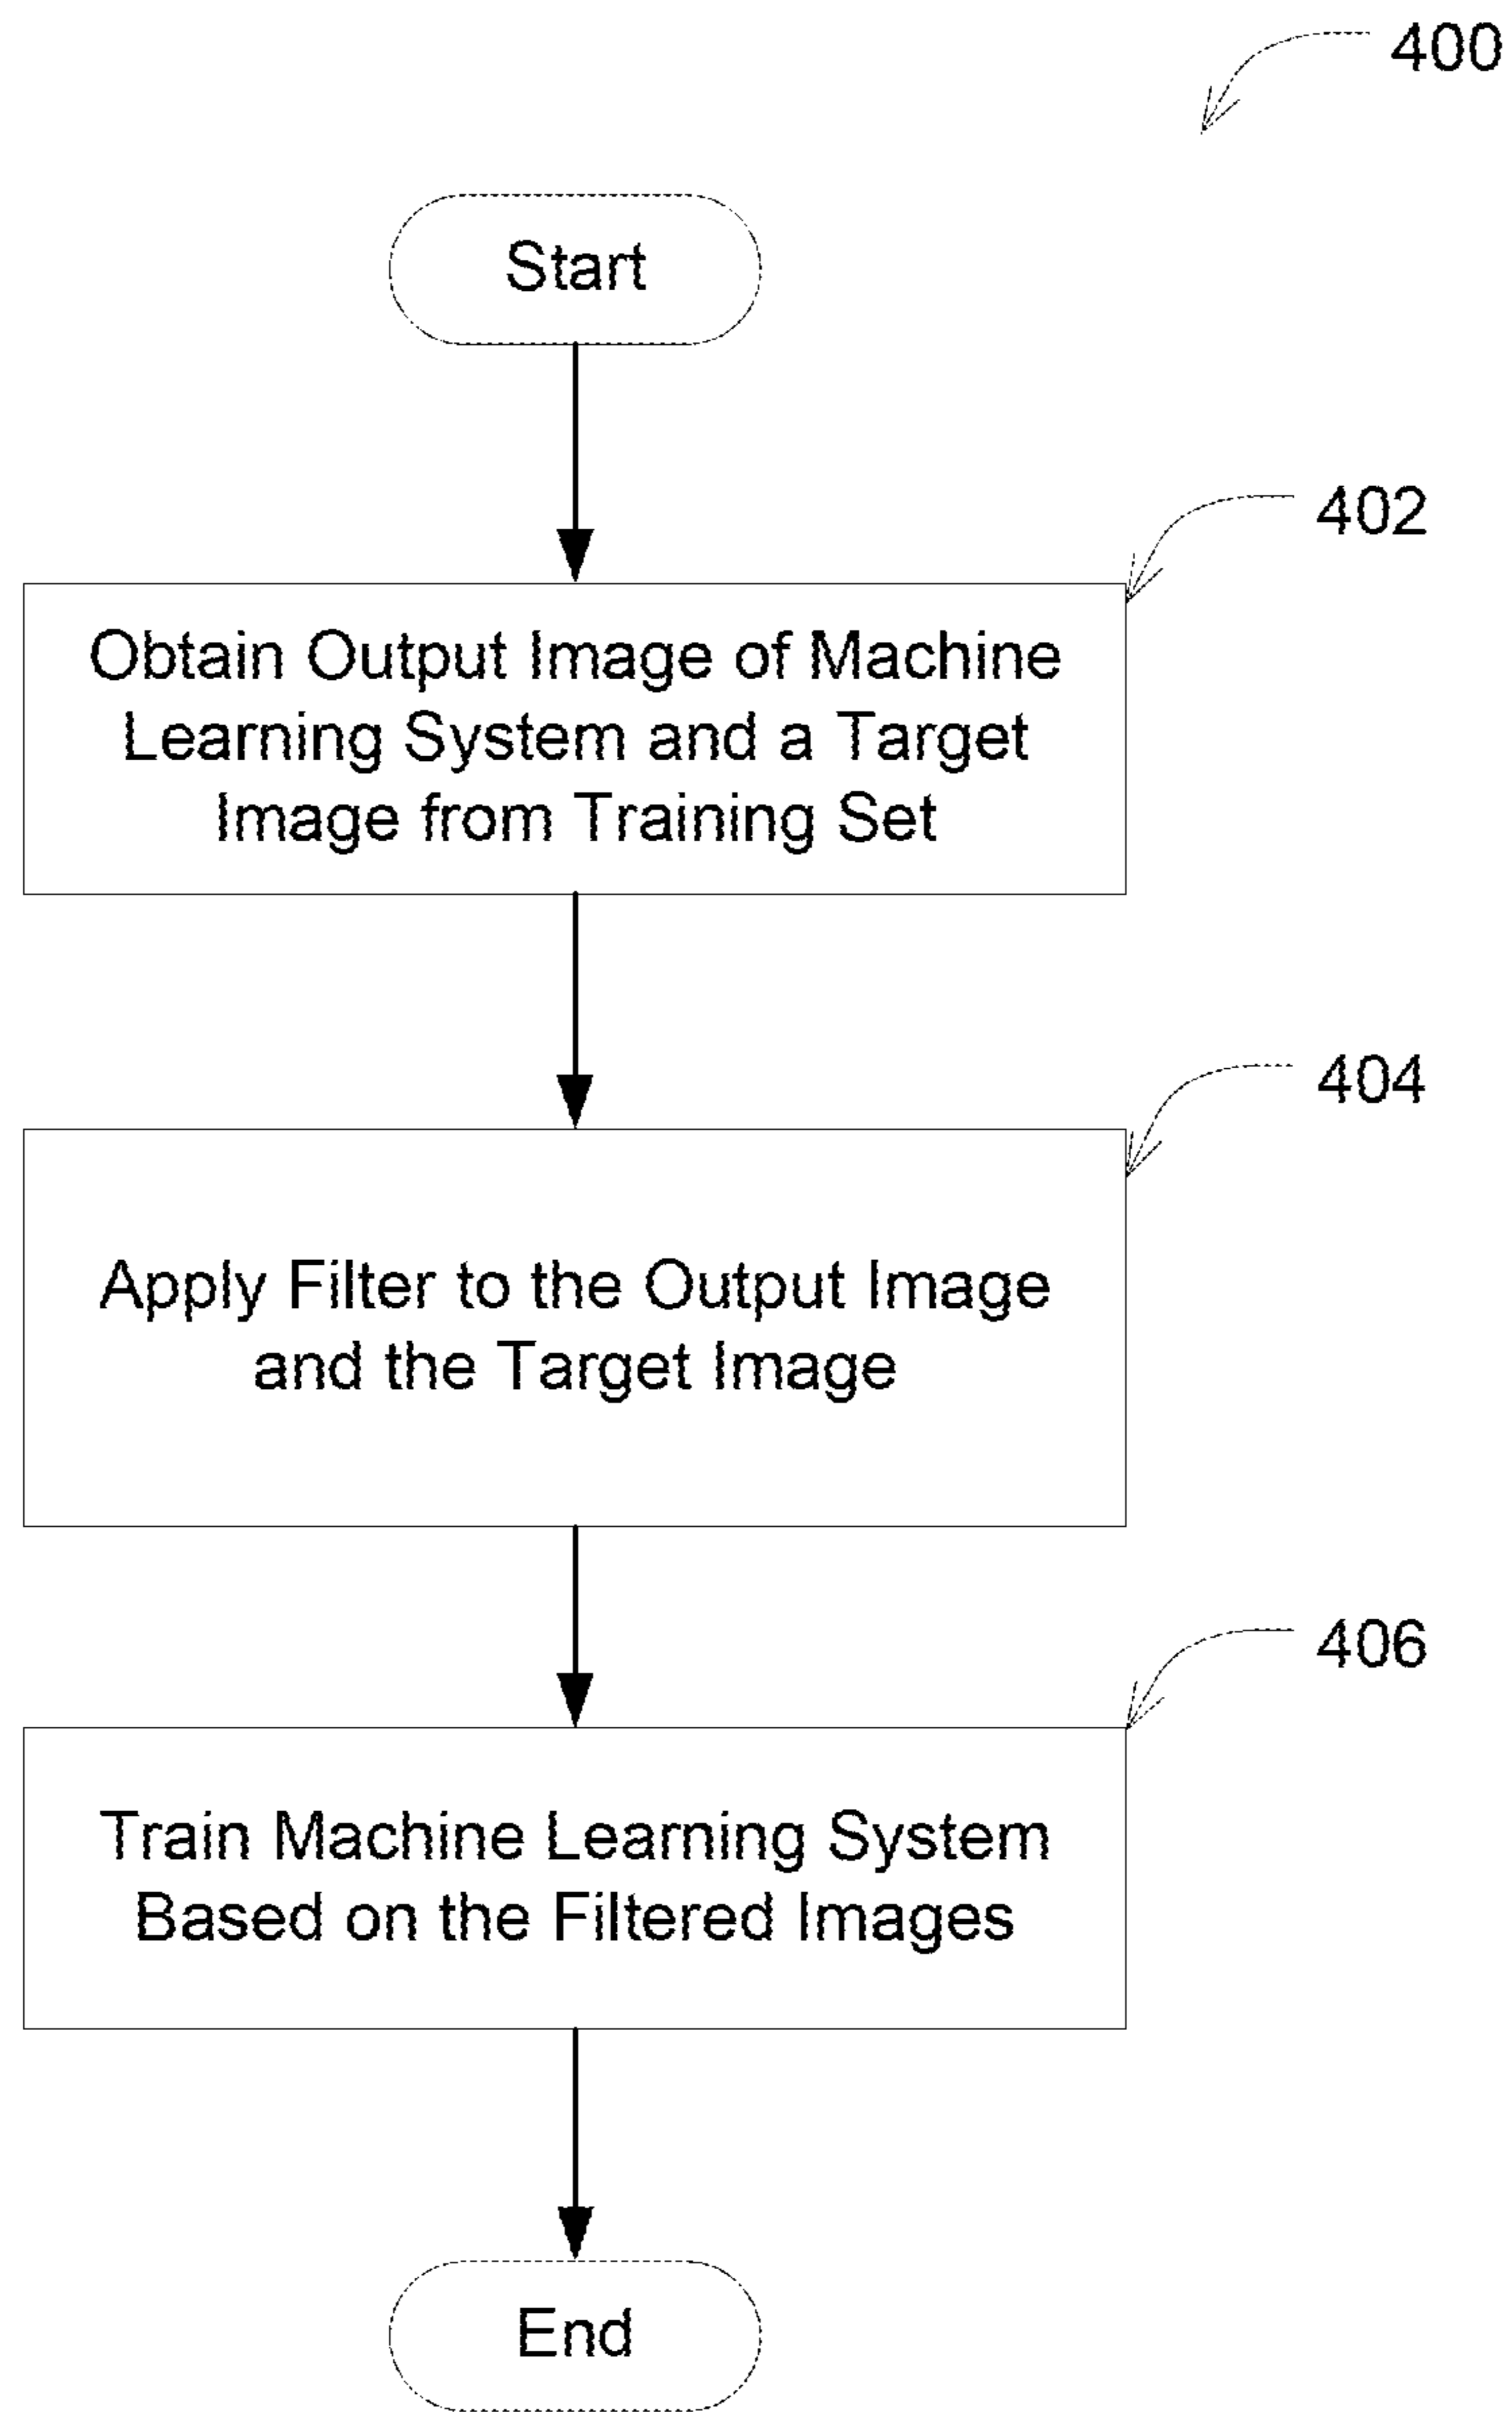 400
Start
402
Obtain Output Image of Machine
Learning System and a Target
Image from Training Set
404
Apply Filter to the Output Image
and the Target Image
406
Train Machine Learning System
Based on the Filtered Images
End